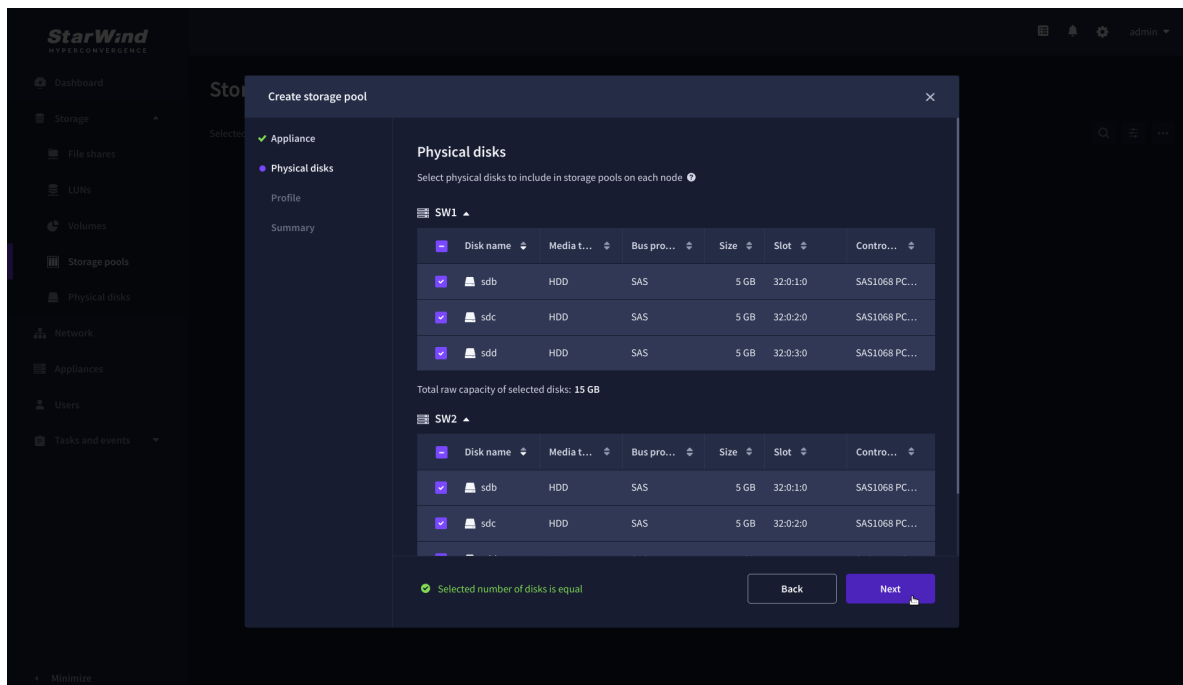 StarWind
HYPERCONVERGENCE
admin
Dashboard
Storage
File shares
LUNs
Volumes
Storage pools
Physical disks
Network
Appliances
Users
Tasks and events
Minimize
Stor
Selected
Create storage pool
Appliance
Physical disks
Profile
Summary
Physical disks
Select physical disks to include in storage pools on each node
SW1
Disk name Media t... Bus pro... Size Slot Contro...
sdb HDD SAS 5 GB 32:0:1:0 SAS1068 PC...
sdc HDD SAS 5 GB 32:0:2:0 SAS1068 PC...
sdd HDD SAS 5 GB 32:0:3:0 SAS1068 PC...
Total raw capacity of selected disks: 15 GB
SW2
Disk name Media t... Bus pro... Size Slot Contro...
sdb HDD SAS 5 GB 32:0:1:0 SAS1068 PC...
sdc HDD SAS 5 GB 32:0:2:0 SAS1068 PC...
Selected number of disks is equal
Back
Next